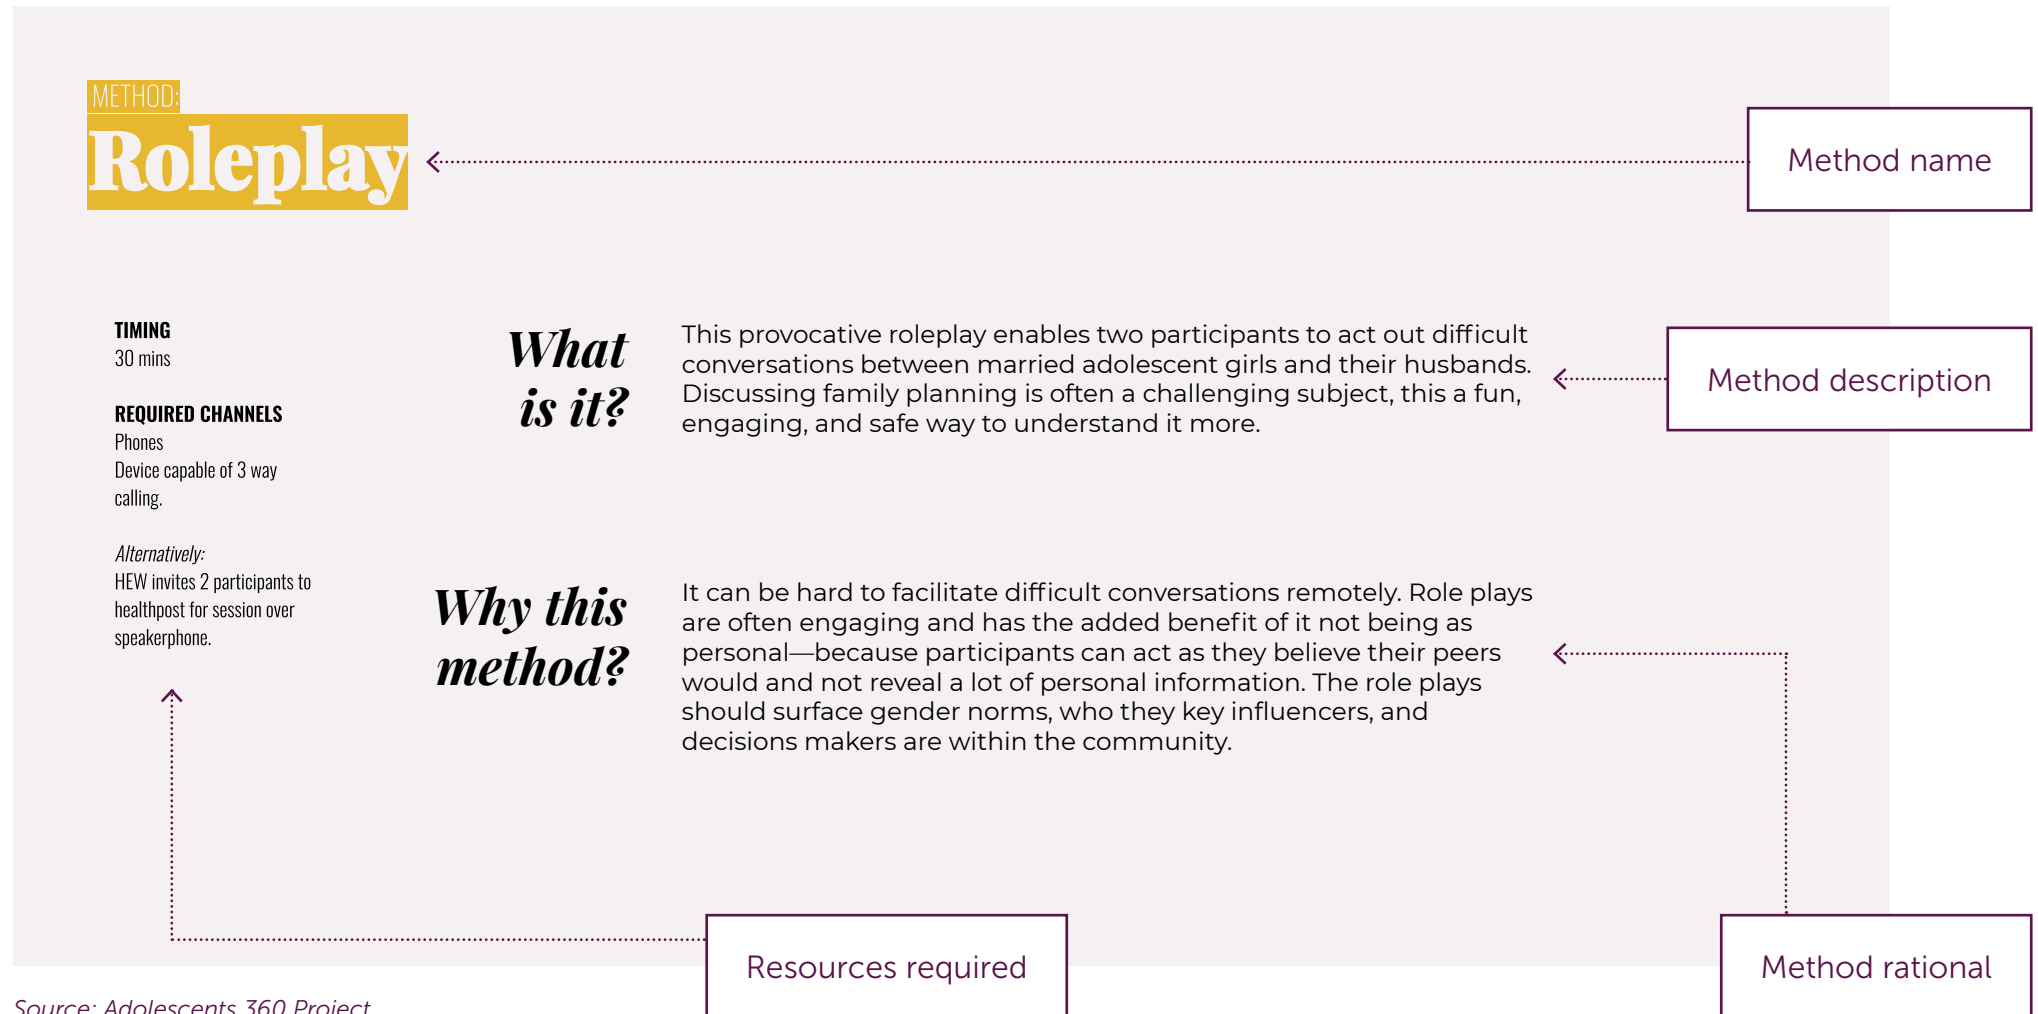 METHOD:
Roleplay
Method name
TIMING
30 mins
REQUIRED CHANNELS
Phones
Device capable of 3 way
calling.
Alternatively:
HEW invites 2 participants to
healthpost for session over
speakerphone.
What
is it?
This provocative roleplay enables two participants to act out difficult
conversations between married adolescent girls and their husbands.
Discussing family planning is often a challenging subject, this a fun,
engaging, and safe way to understand it more.
Method description
Why this
method?
It can be hard to facilitate difficult conversations remotely. Role plays
are often engaging and has the added benefit of it not being as
personal—because participants can act as they believe their peers
would and not reveal a lot of personal information. The role plays
should surface gender norms, who they key influencers, and
decisions makers are within the community.
Resources required
Method rational
Source: Adolescents 360 Project